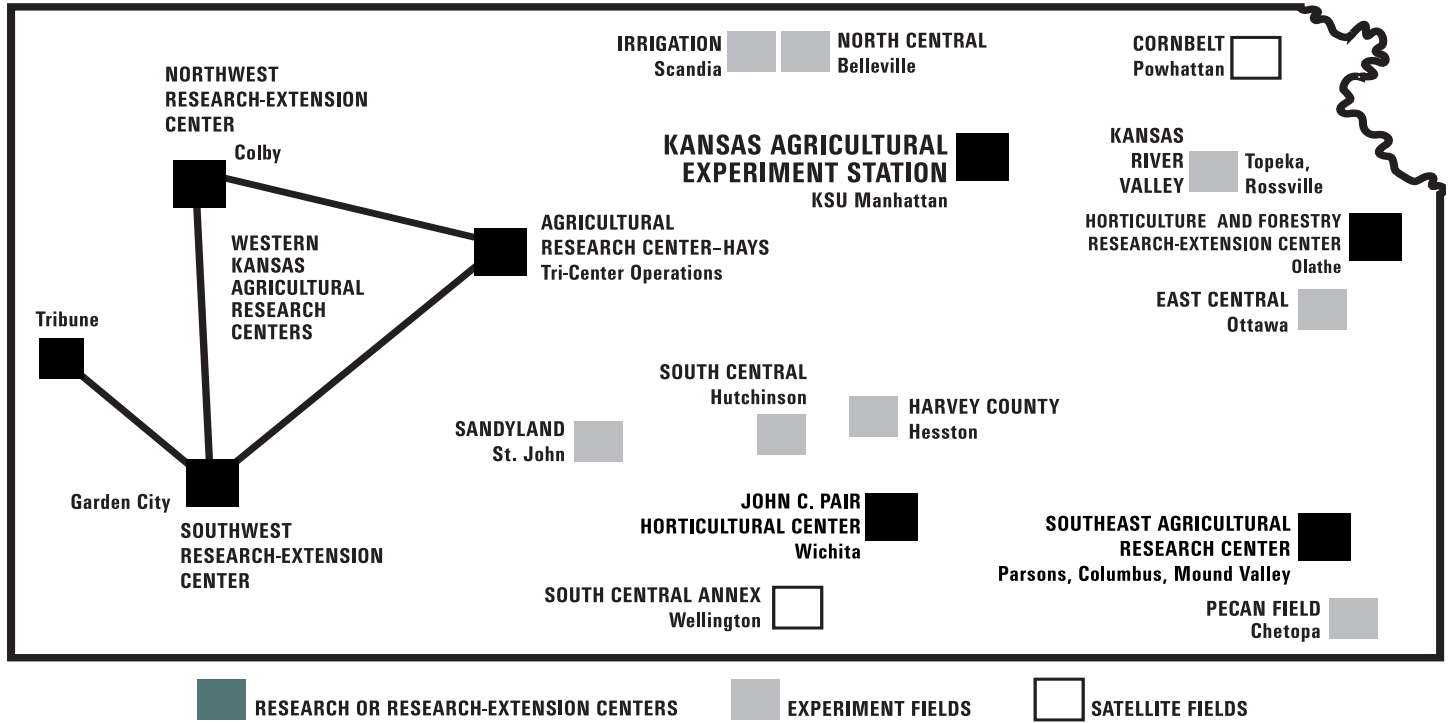 IRRIGATION
Scandia
NORTH CENTRAL
Belleville
CORNBELT
Powhattan
NORTHWEST
RESEARCH-EXTENSION
CENTER
Colby
KANSAS AGRICULTURAL
EXPERIMENT STATION
KSU Manhattan
KANSAS
RIVER
VALLEY
Topeka,
Rossville
AGRICULTURAL
RESEARCH CENTER–HAYS
Tri-Center Operations
HORTICULTURE AND FORESTRY
RESEARCH-EXTENSION CENTER
Olathe
WESTERN
KANSAS
AGRICULTURAL
RESEARCH
CENTERS
EAST CENTRAL
Ottawa
Tribune
SOUTH CENTRAL
Hutchinson
HARVEY COUNTY
Hesston
SANDYLAND
St. John
Garden City
SOUTHWEST
RESEARCH-EXTENSION
CENTER
JOHN C. PAIR
HORTICULTURAL CENTER
Wichita
SOUTHEAST AGRICULTURAL
RESEARCH CENTER
Parsons, Columbus, Mound Valley
SOUTH CENTRAL ANNEX
Wellington
PECAN FIELD
Chetopa
RESEARCH OR RESEARCH-EXTENSION CENTERS
EXPERIMENT FIELDS
SATELLITE FIELDS